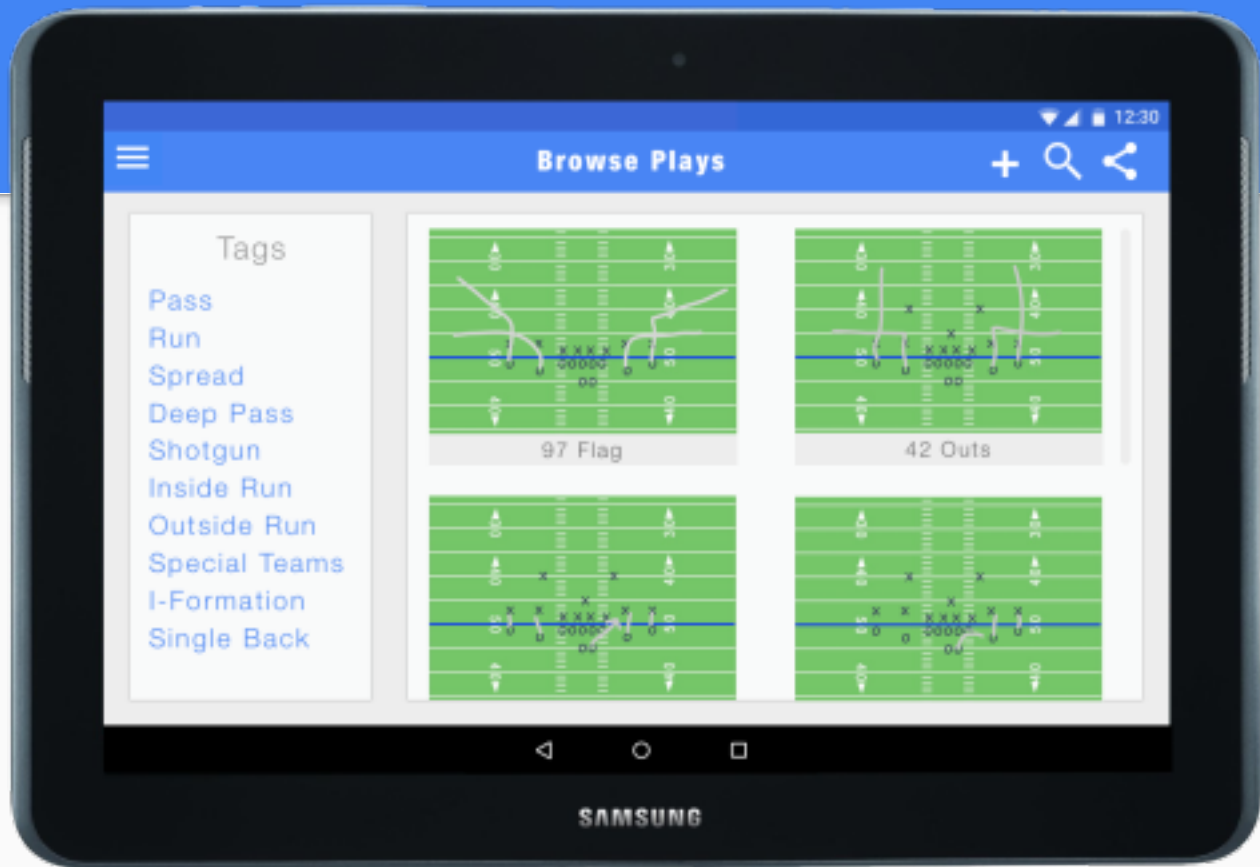 12:30
Browse Plays
Tags
Pass
Run
Spread
Deep Pass
Shotgun
Inside Run
Outside Run
Special Teams
I-Formation
Single Back
97 Flag
42 Outs
SAMSUNG